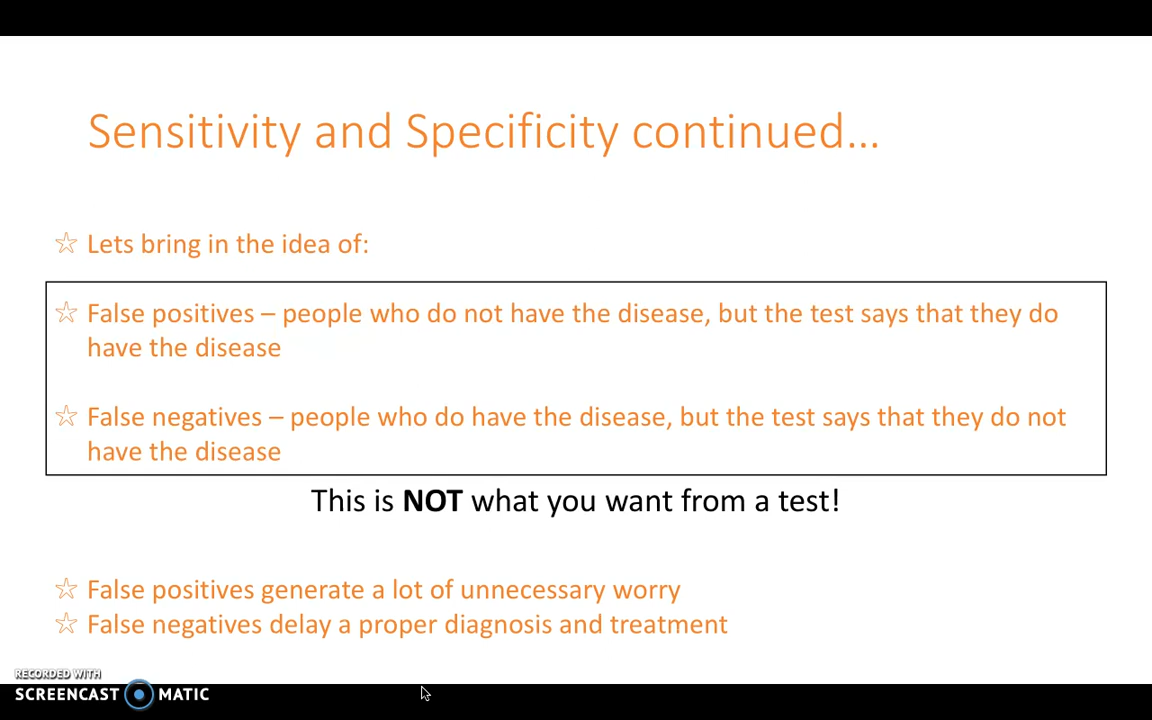 Sensitivity and Specificity continued...
Lets bring in the idea of:
False positives – people who do not have the disease, but the test says that they do
have the disease
False negatives – people who do have the disease, but the test says that they do not
have the disease
This is NOT what you want from a test!
False positives generate a lot of unnecessary worry
False negatives delay a proper diagnosis and treatment
RECORDED WITH
SCREENCAST MATIC